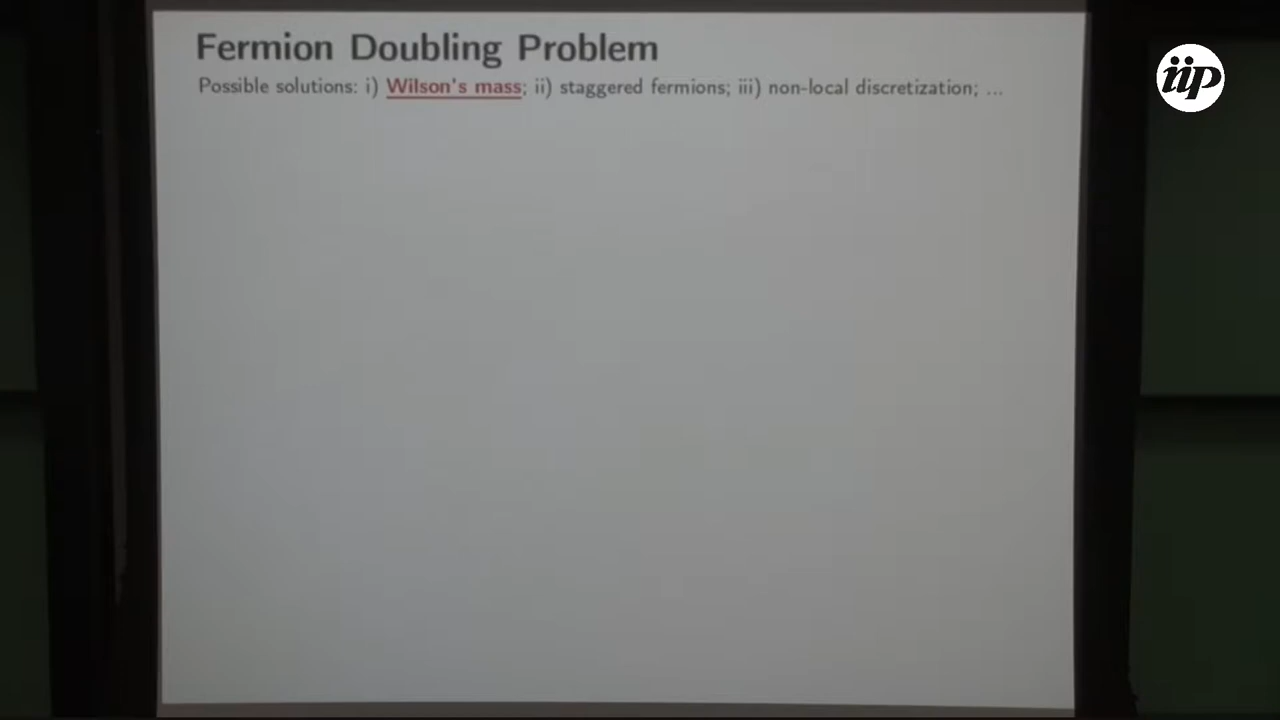 Fermion Doubling Problem
Possible solutions: i) Wilson's mass; ii) staggered fermions; iii) non-local discretization; ...
iip